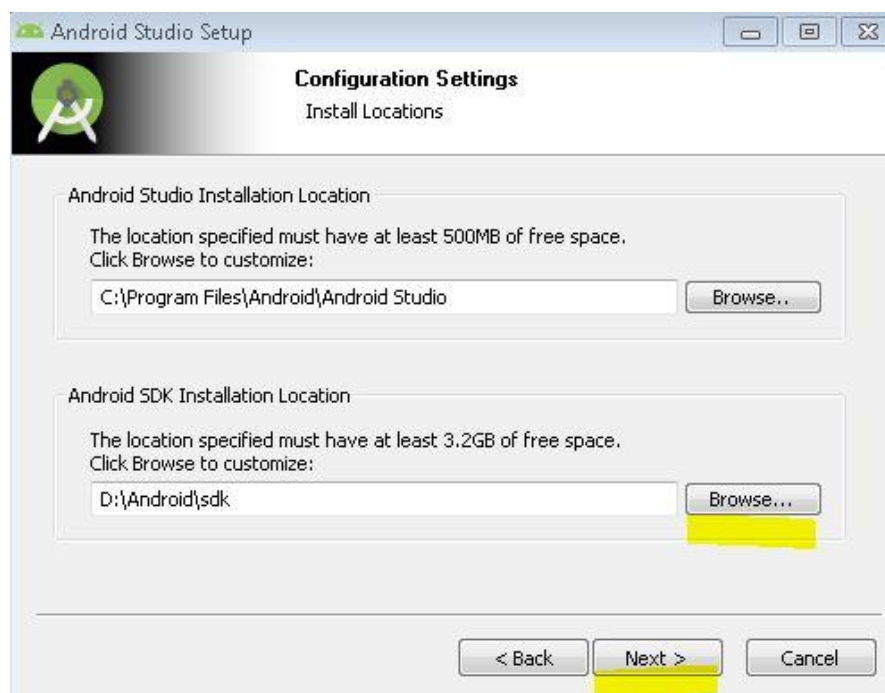 Android Studio Setup
Configuration Settings
Install Locations
Android Studio Installation Location
The location specified must have at least 500MB of free space.
Click Browse to customize:
C:\Program Files\Android\Android Studio
Browse..
Android SDK Installation Location
The location specified must have at least 3.2GB of free space.
Click Browse to customize:
D:\Android\sdk
Browse...
< Back Next > Cancel